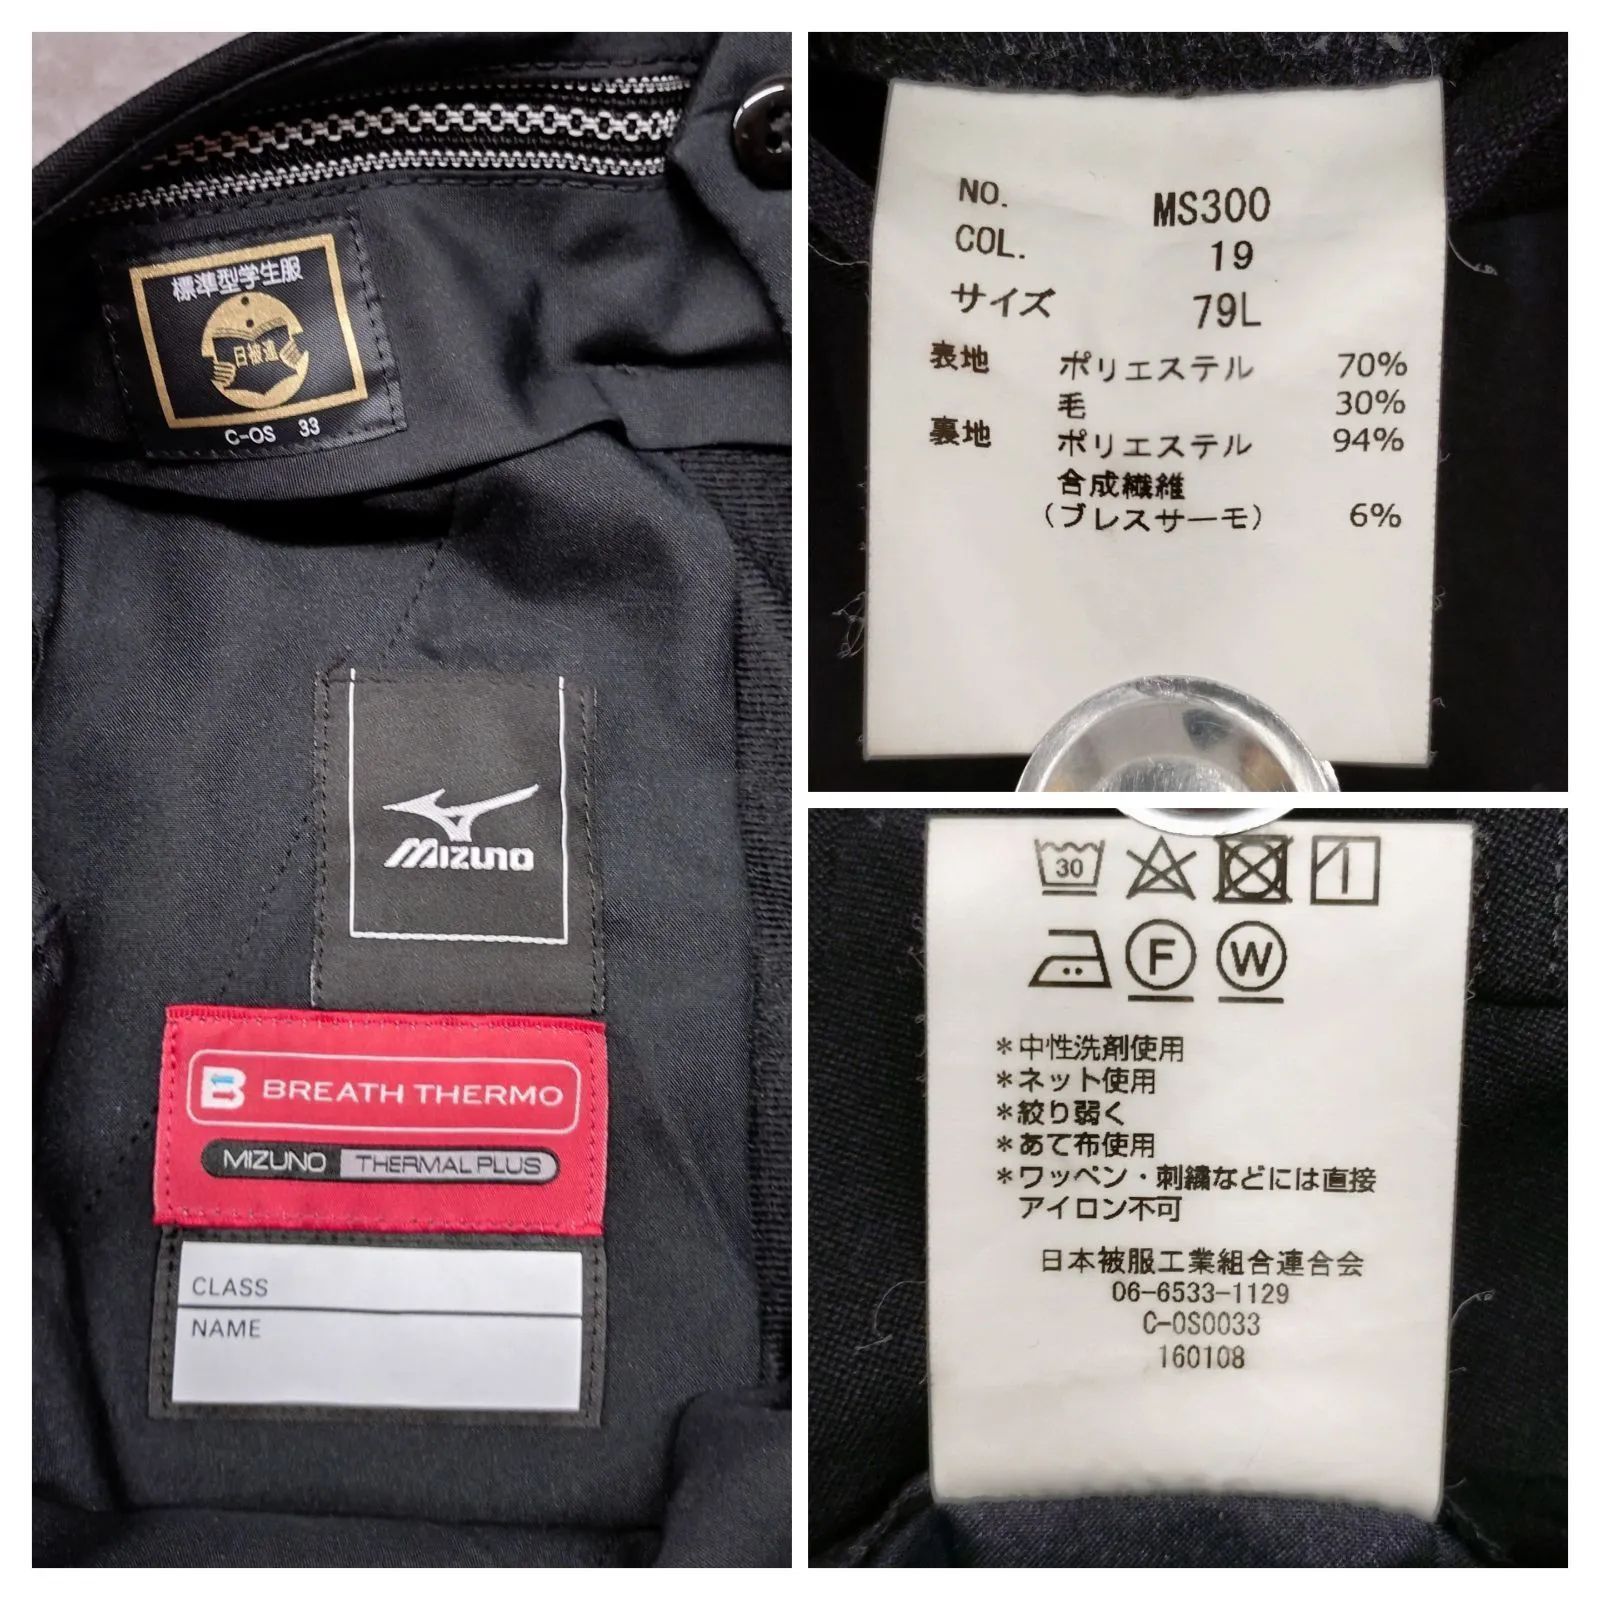 標準型学生服
日被連
C-OS 33
MIZUNO
B BREATH THERMO
MIZUNO THERMAL PLUS
CLASS
NAME
NO. MS300
COL. 19
サイズ 79L
表地 ポリエステル 70%
毛 30%
裏地 ポリエステル 94%
合成繊維
(ブレスサーモ) 6%
30
F W
*中性洗剤使用
*ネット使用
*絞り弱く
*あて布使用
*ワッペン・刺繍などには直接
アイロン不可
日本被服工業組合連合会
06-6533-1129
C-OS0033
160108